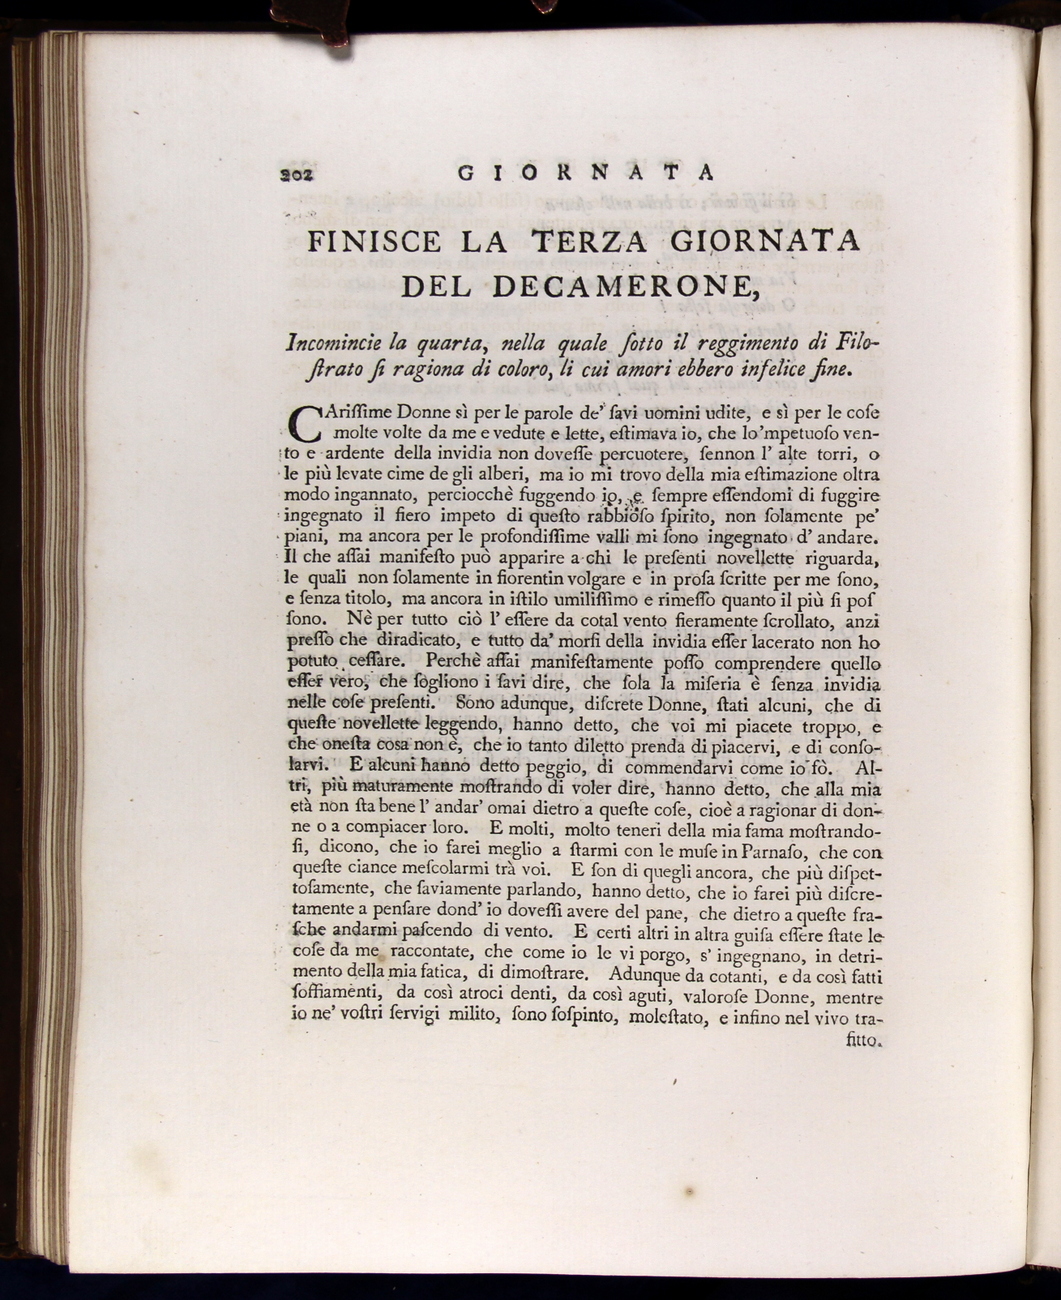 202 GIORNATA
FINISCE LA TERZA GIORNATA
DEL DECAMERONE,
Incomincie la quarta, nella quale ſotto il reggimento di Filo-
ſtrato ſi ragiona di coloro, li cui amori ebbero infelice fine.
CAriſſime Donne sì per le parole de' ſavi uomini udite, e sì per le coſe
molte volte da me e vedute e lette, eſtimava io, che lo'mpetuoſo ven-
to e ardente della invidia non doveſſe percuotere, ſennon l' alte torri, o
le più levate cime de gli alberi, ma io mi trovo della mia eſtimazione oltra
modo ingannato, perciocchè fuggendo io, e ſempre eſſendomi di fuggire
ingegnato il fiero impeto di queſto rabbioſo ſpirito, non ſolamente pe'
piani, ma ancora per le profondiſſime valli mi ſono ingegnato d' andare.
Il che aſſai manifeſto può apparire a chi le preſenti novellette riguarda,
le quali non ſolamente in fiorentin volgare e in proſa ſcritte per me ſono,
e ſenza titolo, ma ancora in iſtilo umiliſſimo e rimeſſo quanto il più ſi poſ
ſono. Nè per tutto ciò l' eſſere da cotal vento fieramente ſcrollato, anzi
preſſo che diradicato, e tutto da' morſi della invidia eſſer lacerato non ho
potuto ceſſare. Perchè aſſai manifeſtamente poſſo comprendere quello
eſſer vero, che ſogliono i ſavi dire, che ſola la miſeria è ſenza invidia
nelle coſe preſenti. Sono adunque, diſcrete Donne, ſtati alcuni, che di
queſte novellette leggendo, hanno detto, che voi mi piacete troppo, e
che oneſta cosa non è, che io tanto diletto prenda di piacervi, e di conſo-
larvi. E alcuni hanno detto peggio, di commendarvi come io fò. Al-
tri, più maturamente moſtrando di voler dire, hanno detto, che alla mia
età non ſta bene l' andar' omai dietro a queſte coſe, cioè a ragionar di don-
ne o a compiacer loro. E molti, molto teneri della mia fama moſtrando-
ſi, dicono, che io farei meglio a ſtarmi con le muſe in Parnaſo, che con
queſte ciance meſcolarmi trà voi. E ſon di quegli ancora, che più diſpet-
toſamente, che ſaviamente parlando, hanno detto, che io farei più diſcre-
tamente a penſare dond' io doveſſi avere del pane, che dietro a queſte fra-
ſche andarmi paſcendo di vento. E certi altri in altra guiſa eſſere ſtate le
coſe da me raccontate, che come io le vi porgo, s' ingegnano, in detri-
mento della mia fatica, di dimoſtrare. Adunque da cotanti, e da così fatti
ſoffiamenti, da così atroci denti, da così aguti, valoroſe Donne, mentre
io ne' voſtri ſervigi milito, ſono ſoſpinto, moleſtato, e infino nel vivo tra-
fitto.